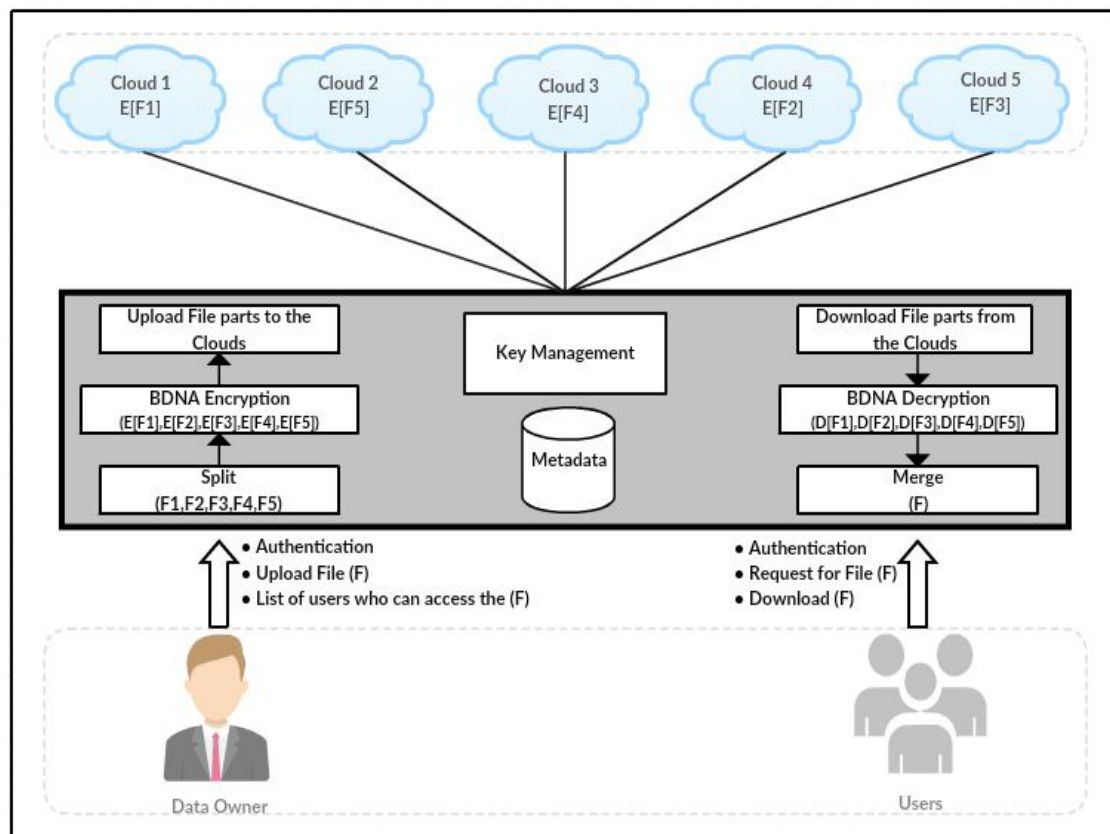 Cloud 1
E[F1]
Cloud 2
E[F5]
Cloud 3
E[F4]
Cloud 4
E[F2]
Cloud 5
E[F3]
Upload File parts to the
Clouds
BDNA Encryption
(E[F1],E[F2],E[F3],E[F4],E[F5])
Split
(F1,F2,F3,F4,F5)
Key Management
Metadata
Download File parts from
the Clouds
BDNA Decryption
(D[F1],D[F2],D[F3],D[F4],D[F5])
Merge
(F)
• Authentication
• Upload File (F)
• List of users who can access the (F)
• Authentication
• Request for File (F)
• Download (F)
Data Owner
Users